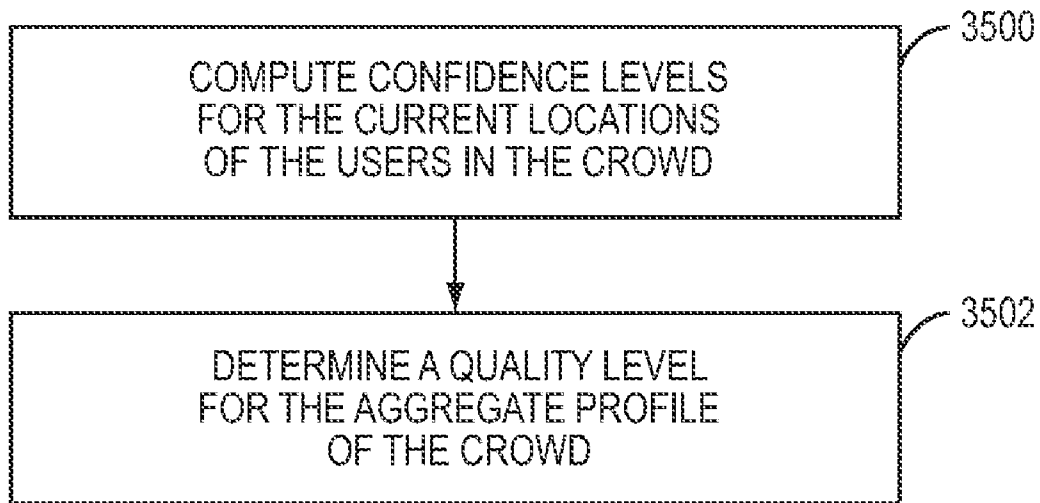 3500
COMPUTE CONFIDENCE LEVELS
FOR THE CURRENT LOCATIONS
OF THE USERS IN THE CROWD
3502
DETERMINE A QUALITY LEVEL
FOR THE AGGREGATE PROFILE
OF THE CROWD